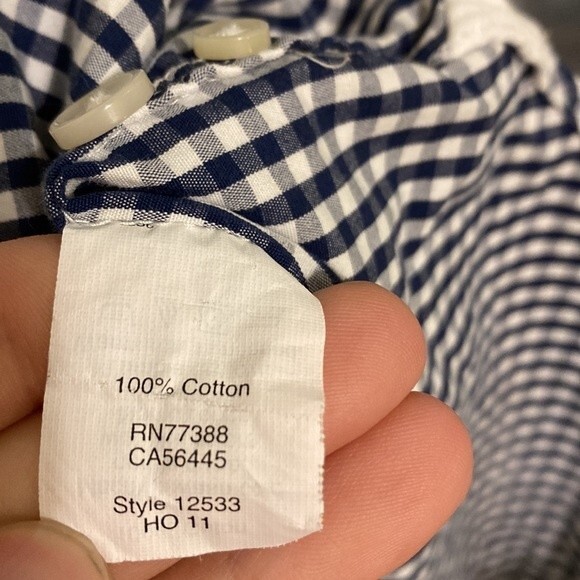 100% Cotton
RN77388
CA56445
Style 12533
HO 11